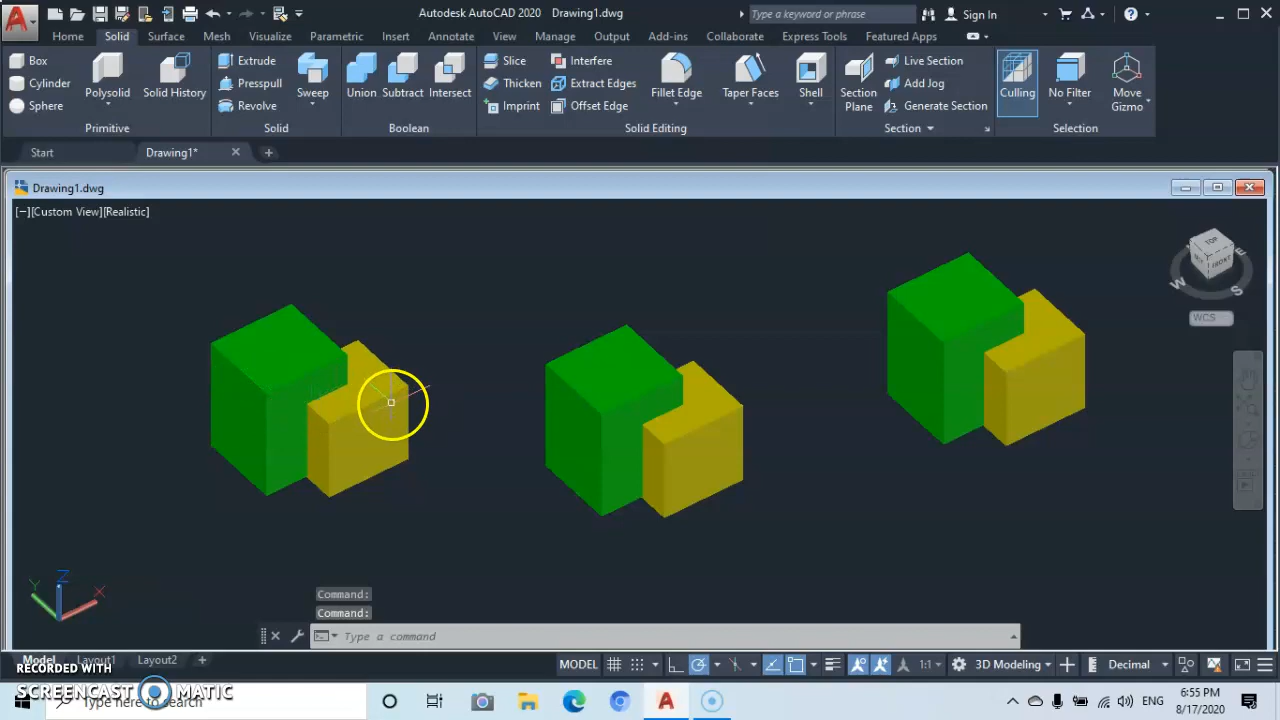 Autodesk AutoCAD 2020 Drawing1.dwg
Type a keyword or phrase
Sign In
Home Solid Surface Mesh Visualize Parametric Insert Annotate View Manage Output Add-ins Collaborate Express Tools Featured Apps
Box
Cylinder
Sphere
Polysolid
Solid History
Primitive
Extrude
Presspull
Revolve
Sweep
Solid
Union Subtract Intersect
Boolean
Slice
Thicken
Imprint
Interfere
Extract Edges
Offset Edge
Fillet Edge
Taper Faces
Shell
Solid Editing
Section
Plane
Live Section
Add Jog
Generate Section
Section
Culling
No Filter
Move
Gizmo
Selection
Start
Drawing1*
Drawing1.dwg
[−][Custom View][Realistic]
TOP
FRONT
W
S
E
WCS
Z
Y
X
Command:
Command:
Type a command
Model Layout1 Layout2
MODEL
1:1
3D Modeling
Decimal
RECORDED WITH
SCREENCAST MATIC
Type here to search
ENG
6:55 PM
8/17/2020